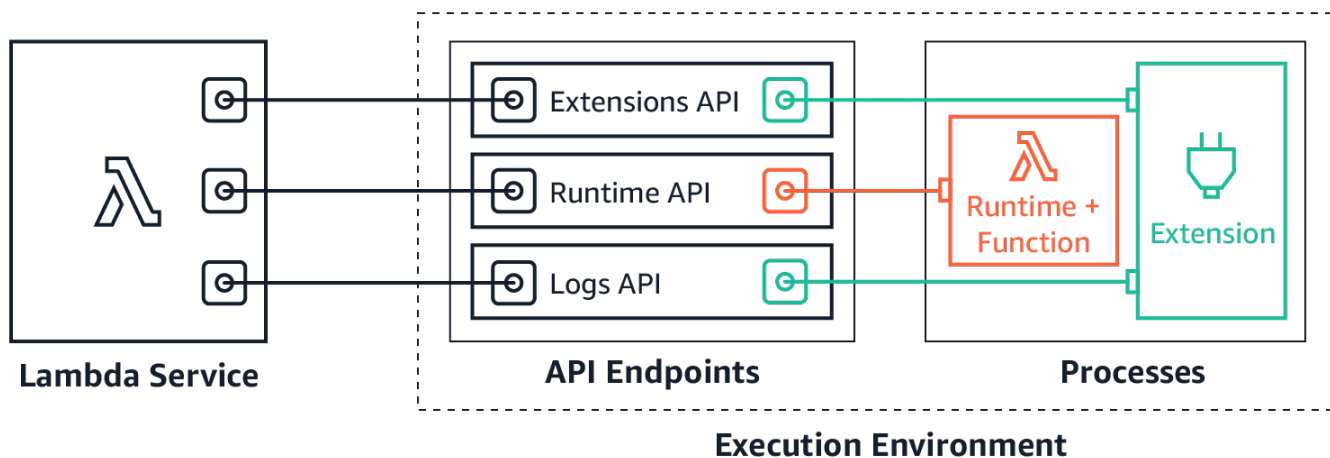 Extensions API
Runtime API
Logs API
Runtime +
Function
Extension
Lambda Service
API Endpoints
Processes
Execution Environment